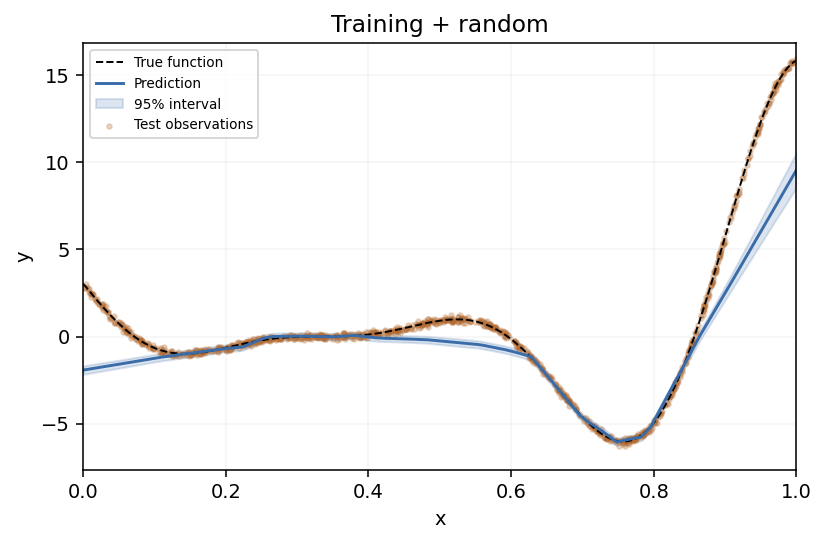 Training + random
True function
Prediction
95% interval
Test observations
15
10
5
0
−5
y
0.0 0.2 0.4 0.6 0.8 1.0
x